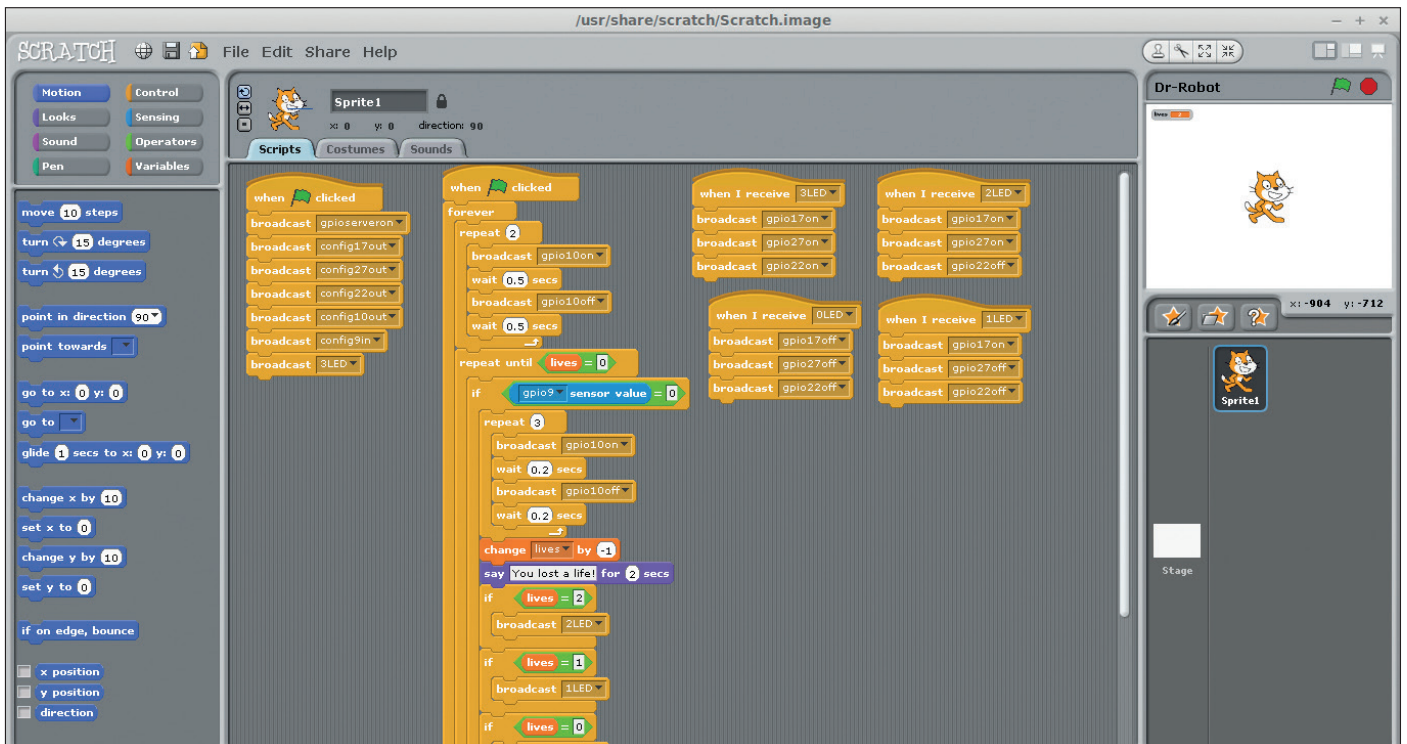 /usr/share/scratch/Scratch.image
SCRATCH File Edit Share Help
Motion Control
Looks Sensing
Sound Operators
Pen Variables
move 10 steps
turn 15 degrees
turn 15 degrees
point in direction 90
point towards
go to x: 0 y: 0
go to
glide 1 secs to x: 0 y: 0
change x by 10
set x to 0
change y by 10
set y to 0
if on edge, bounce
x position
y position
direction
Sprite1
x: 0 y: 0 direction: 90
Scripts Costumes Sounds
when clicked
broadcast gpioserveron
broadcast config17out
broadcast config27out
broadcast config22out
broadcast config10out
broadcast config9in
broadcast 3LED
when clicked
forever
repeat 2
broadcast gpio10on
wait 0.5 secs
broadcast gpio10off
wait 0.5 secs
repeat until lives = 0
if gpio9 sensor value = 0
repeat 3
broadcast gpio10on
wait 0.2 secs
broadcast gpio10off
wait 0.2 secs
change lives by -1
say You lost a life! for 2 secs
if lives = 2
broadcast 2LED
if lives = 1
broadcast 1LED
if lives = 0
when I receive 3LED
broadcast gpio17on
broadcast gpio27on
broadcast gpio22on
when I receive 2LED
broadcast gpio17on
broadcast gpio27on
broadcast gpio22off
when I receive 0LED
broadcast gpio17off
broadcast gpio27off
broadcast gpio22off
when I receive 1LED
broadcast gpio17on
broadcast gpio27off
broadcast gpio22off
Dr-Robot
lives
x: -904 y: -712
Sprite1
Stage